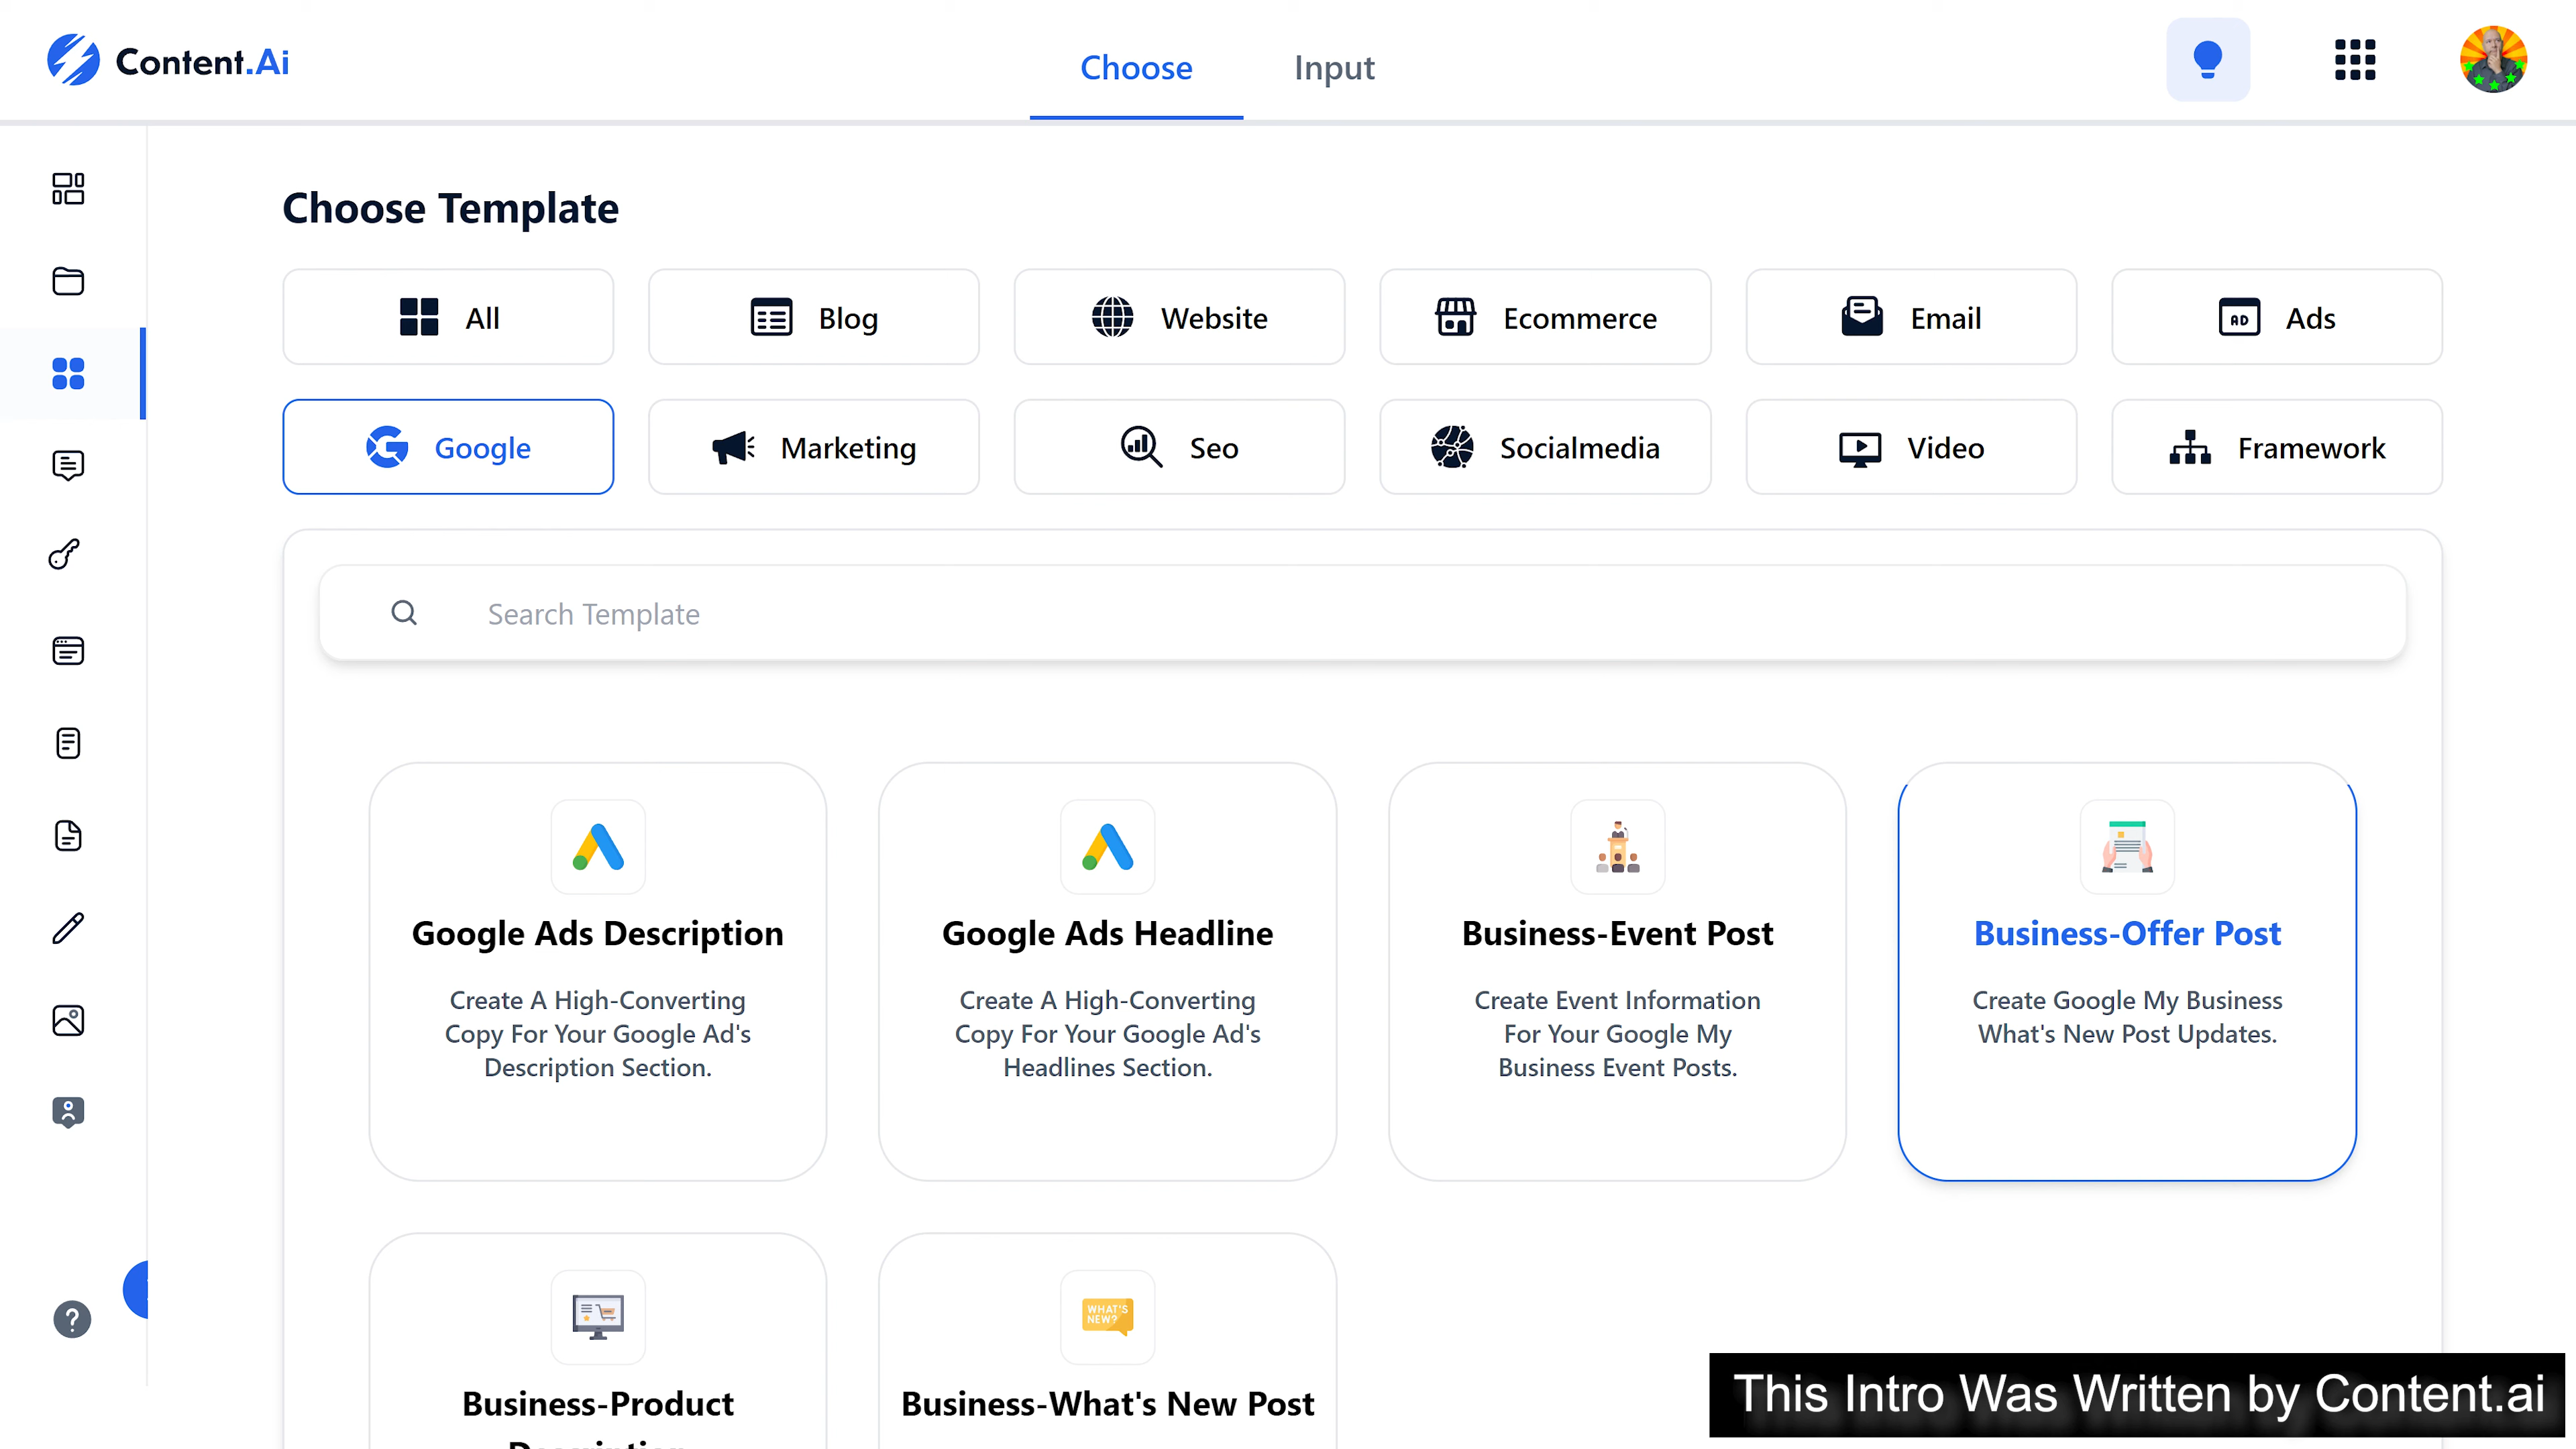 Content.Ai
Choose
Input
Choose Template
All
Blog
Website
Ecommerce
Email
AD
Ads
Google
Marketing
Seo
Socialmedia
Video
Framework
Search Template
Google Ads Description
Create A High-Converting
Copy For Your Google Ad's
Description Section.
Google Ads Headline
Create A High-Converting
Copy For Your Google Ad's
Headlines Section.
Business-Event Post
Create Event Information
For Your Google My
Business Event Posts.
Business-Offer Post
Create Google My Business
What's New Post Updates.
Business-Product
WHAT'S
NEW?
Business-What's New Post
?
This Intro Was Written by Content.ai